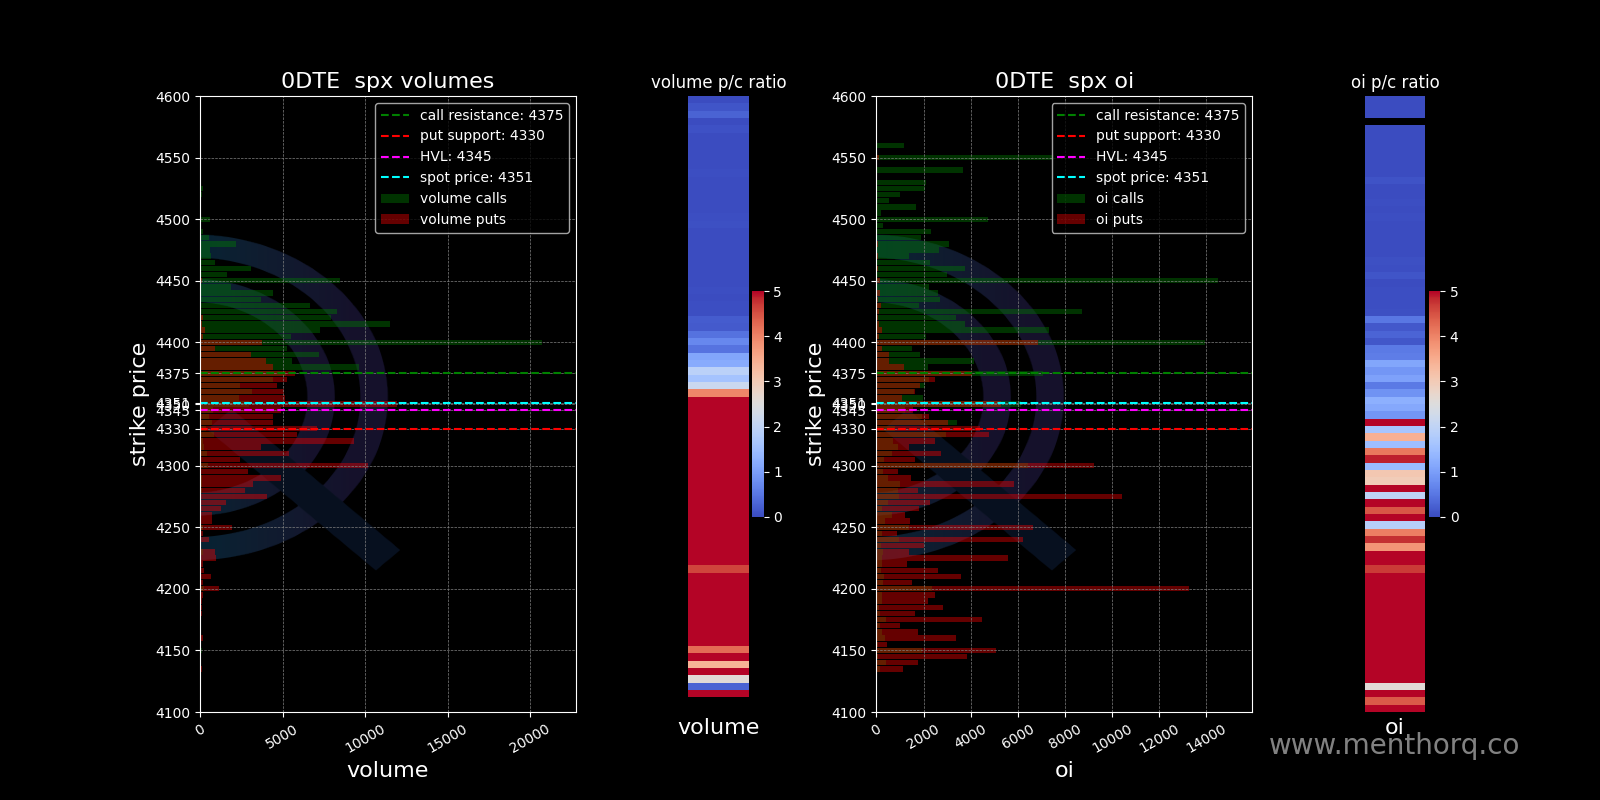 0DTE  spx volumes
4600
4550
4500
4450
4400
4375
4351
4350
4345
4330
4300
4250
4200
4150
4100
strike price
0
5000
10000
15000
20000
volume
call resistance: 4375
put support: 4330
HVL: 4345
spot price: 4351
volume calls
volume puts
volume p/c ratio
5
4
3
2
1
0
volume
0DTE  spx oi
4600
4550
4500
4450
4400
4375
4351
4350
4345
4330
4300
4250
4200
4150
4100
strike price
0
2000
4000
6000
8000
10000
12000
14000
oi
call resistance: 4375
put support: 4330
HVL: 4345
spot price: 4351
oi calls
oi puts
oi p/c ratio
5
4
3
2
1
0
oi
www.menthorq.co